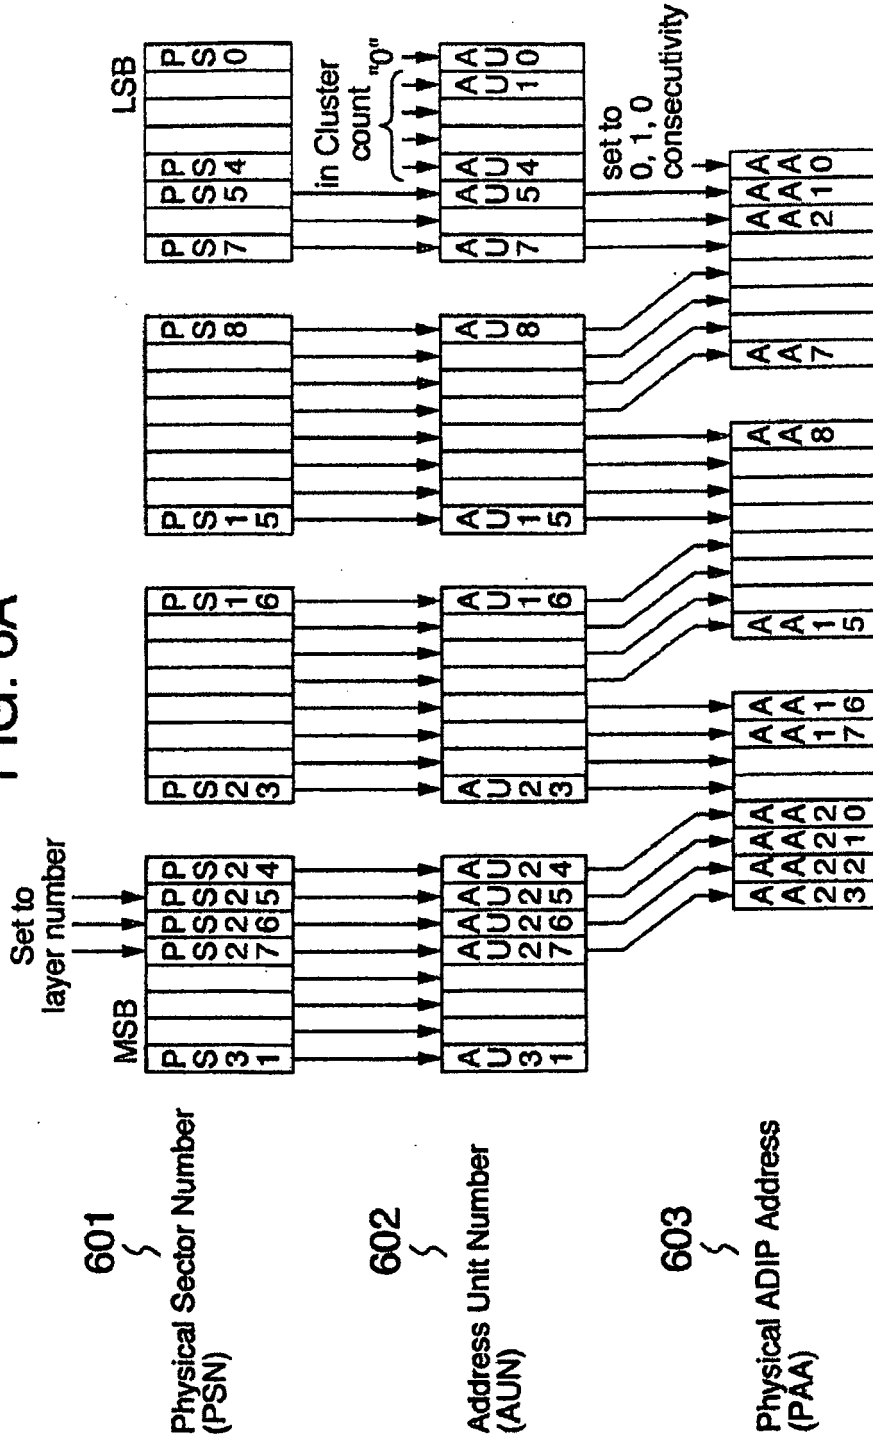 FIG. 6A
Set to
layer number
MSB
LSB
601
Physical Sector Number
(PSN)
PS31
PS27
PS26
PS25
PS24
PS23
PS16
PS15
PS8
PS7
PS5
PS4
PS0
in Cluster
count
"0"
602
Address Unit Number
(AUN)
AU31
AU27
AU26
AU25
AU24
AU23
AU16
AU15
AU8
AU7
AU5
AU4
AU1
AU0
set to
0, 1, 0
consecutivity
603
Physical ADIP Address
(PAA)
AA23
AA22
AA21
AA20
AA17
AA16
AA15
AA8
AA7
AA2
AA1
AA0